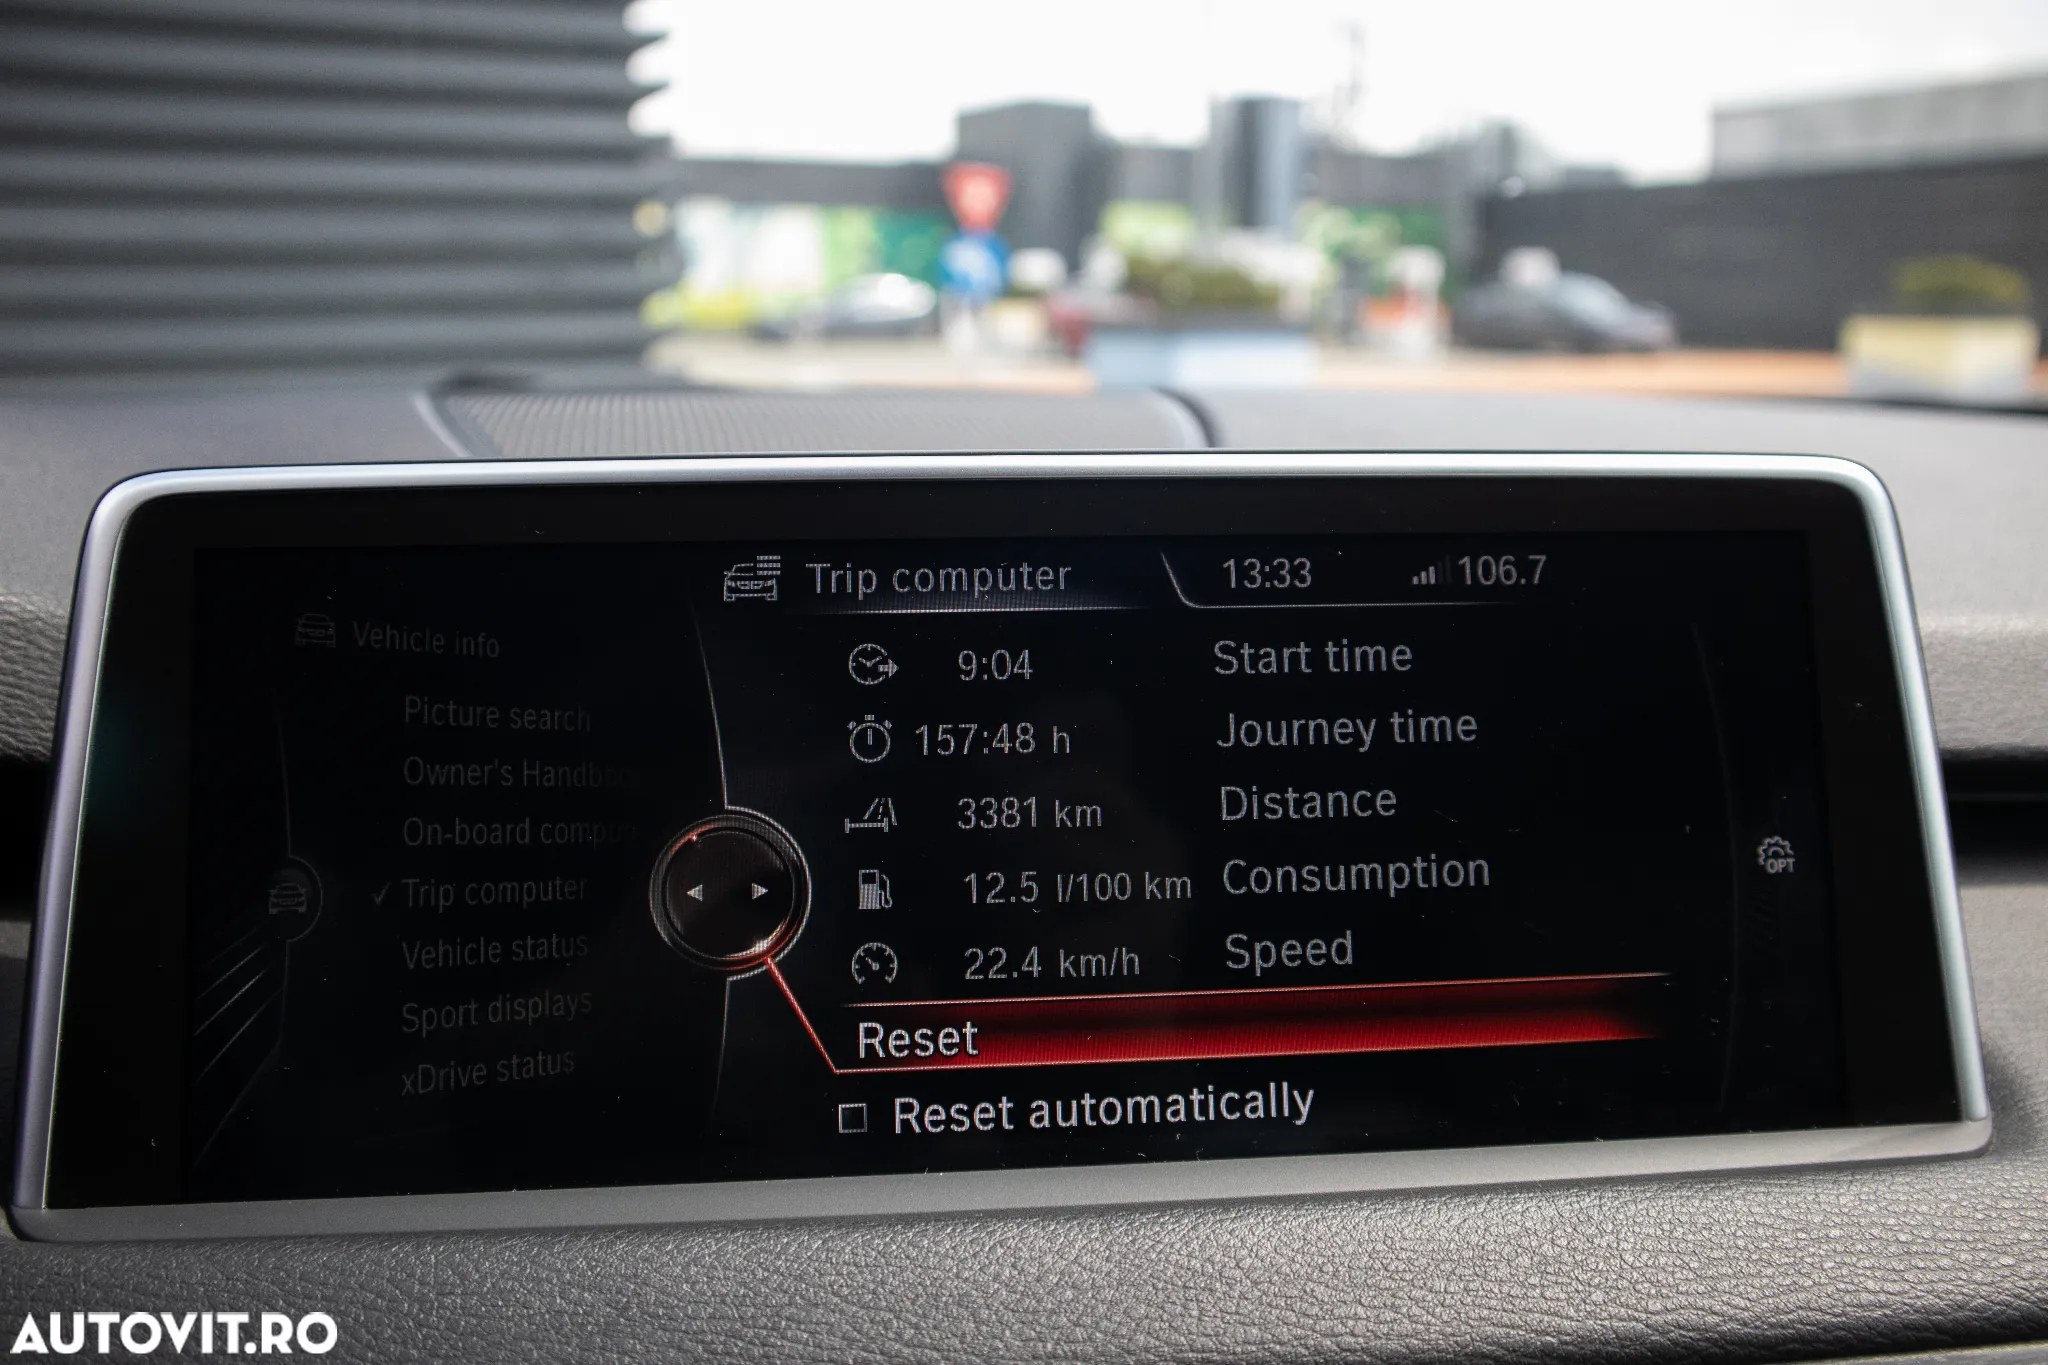 Trip computer
13:33
106.7
Vehicle info
Picture search
Owner's Handbooc
On-board compu
✓ Trip computer
Vehicle status
Sport displays
xDrive status
9:04 Start time
157:48 h Journey time
3381 km Distance
12.5 l/100 km Consumption
22.4 km/h Speed
Reset
Reset automatically
OPT
AUTOVIT.RO